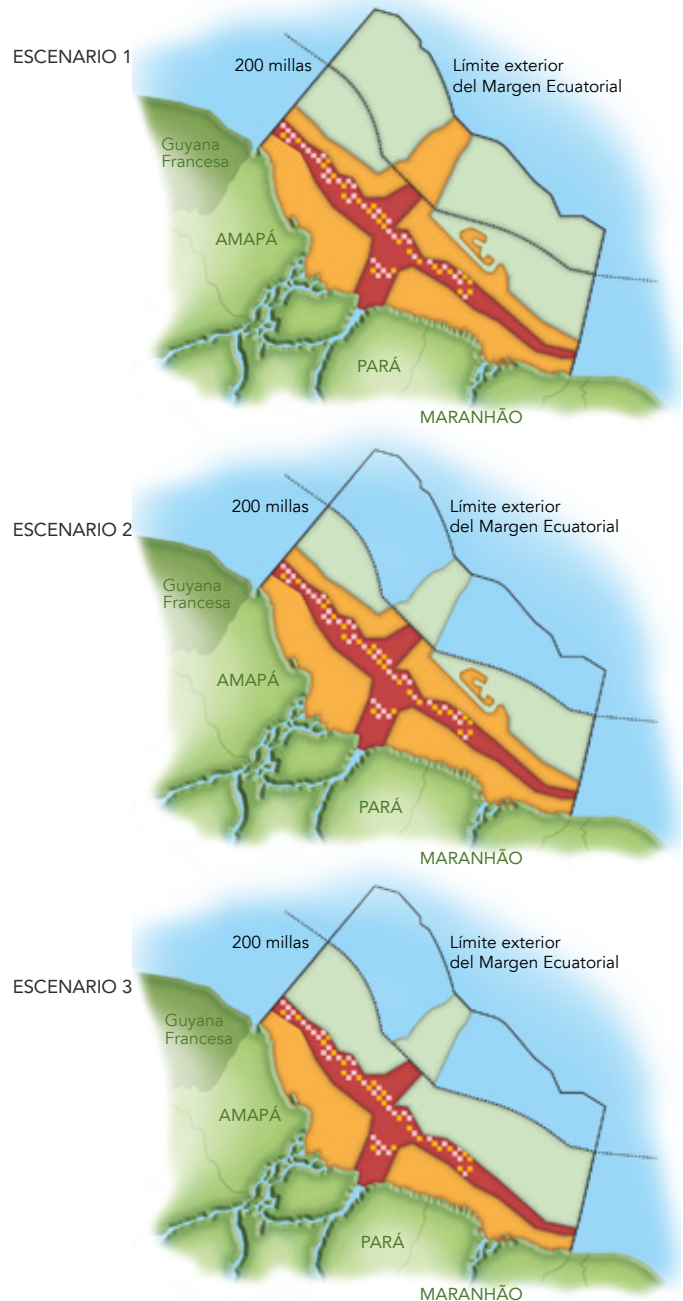 ESCENARIO 1
200 millas
Límite exterior
del Margen Ecuatorial
Guyana
Francesa
AMAPÁ
PARÁ
MARANHÃO
ESCENARIO 2
200 millas
Límite exterior
del Margen Ecuatorial
Guyana
Francesa
AMAPÁ
PARÁ
MARANHÃO
ESCENARIO 3
200 millas
Límite exterior
del Margen Ecuatorial
Guyana
Francesa
AMAPÁ
PARÁ
MARANHÃO